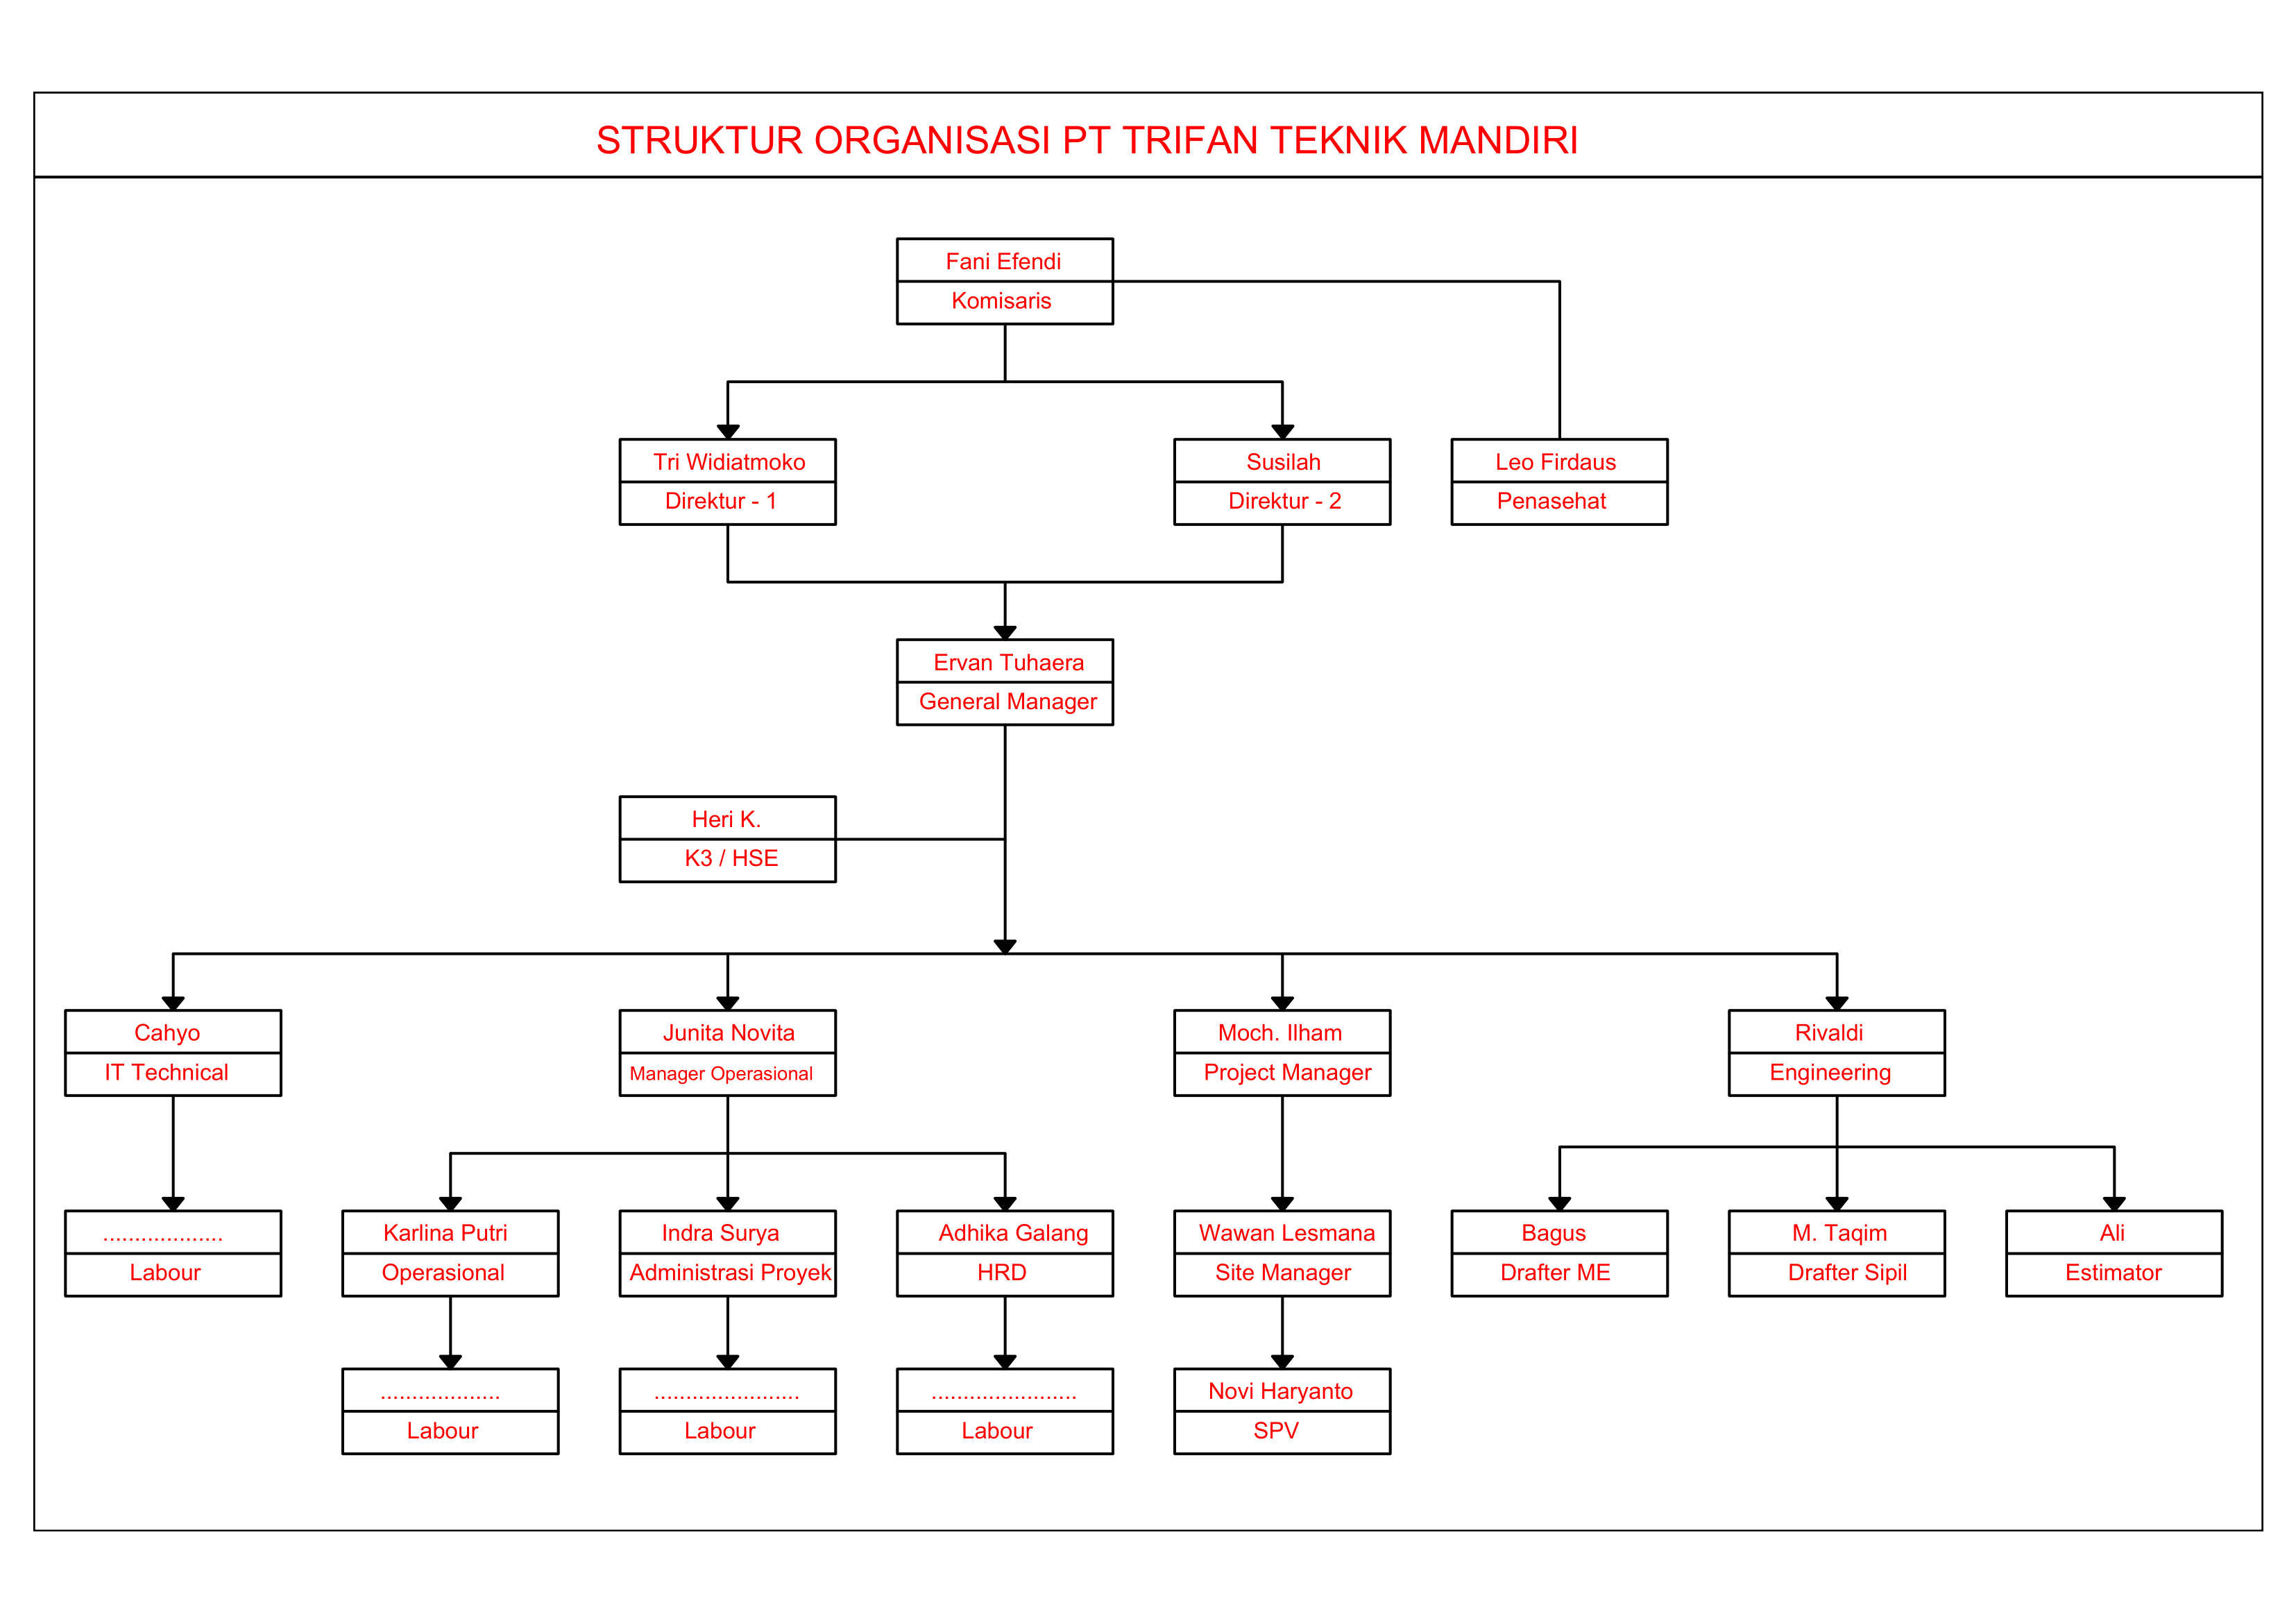 STRUKTUR ORGANISASI PT TRIFAN TEKNIK MANDIRI
Fani Efendi
Komisaris
Tri Widiatmoko
Direktur - 1
Susilah
Direktur - 2
Leo Firdaus
Penasehat
Ervan Tuhaera
General Manager
Heri K.
K3 / HSE
Cahyo
IT Technical
Junita Novita
Manager Operasional
Moch. Ilham
Project Manager
Rivaldi
Engineering
...................
Labour
Karlina Putri
Operasional
Indra Surya
Administrasi Proyek
Adhika Galang
HRD
Wawan Lesmana
Site Manager
Bagus
Drafter ME
M. Taqim
Drafter Sipil
Ali
Estimator
...................
Labour
.......................
Labour
.......................
Labour
Novi Haryanto
SPV